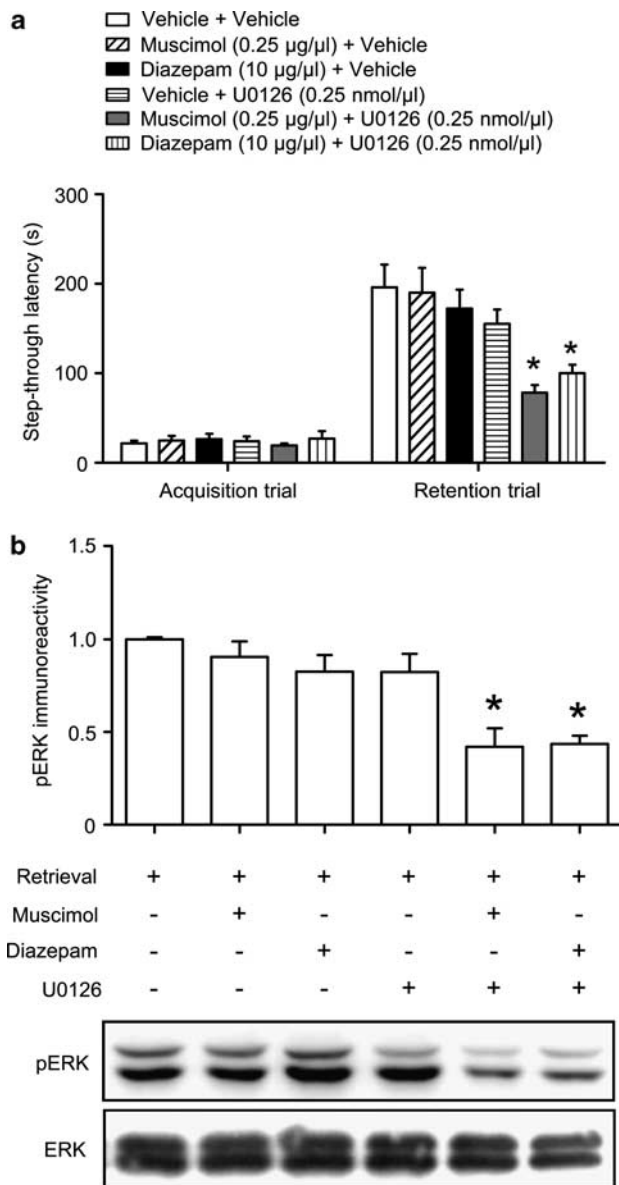 a
Vehicle + Vehicle
Muscimol (0.25 µg/µl) + Vehicle
Diazepam (10 µg/µl) + Vehicle
Vehicle + U0126 (0.25 nmol/µl)
Muscimol (0.25 µg/µl) + U0126 (0.25 nmol/µl)
Diazepam (10 µg/µl) + U0126 (0.25 nmol/µl)
Step-through latency (s)
300
200
100
0
* *
Acquisition trial Retention trial
b
pERK immunoreactivity
1.5
1.0
0.5
0
* *
Retrieval + + + + + +
Muscimol - + - - + -
Diazepam - - + - - +
U0126 - - - + + +
pERK
ERK